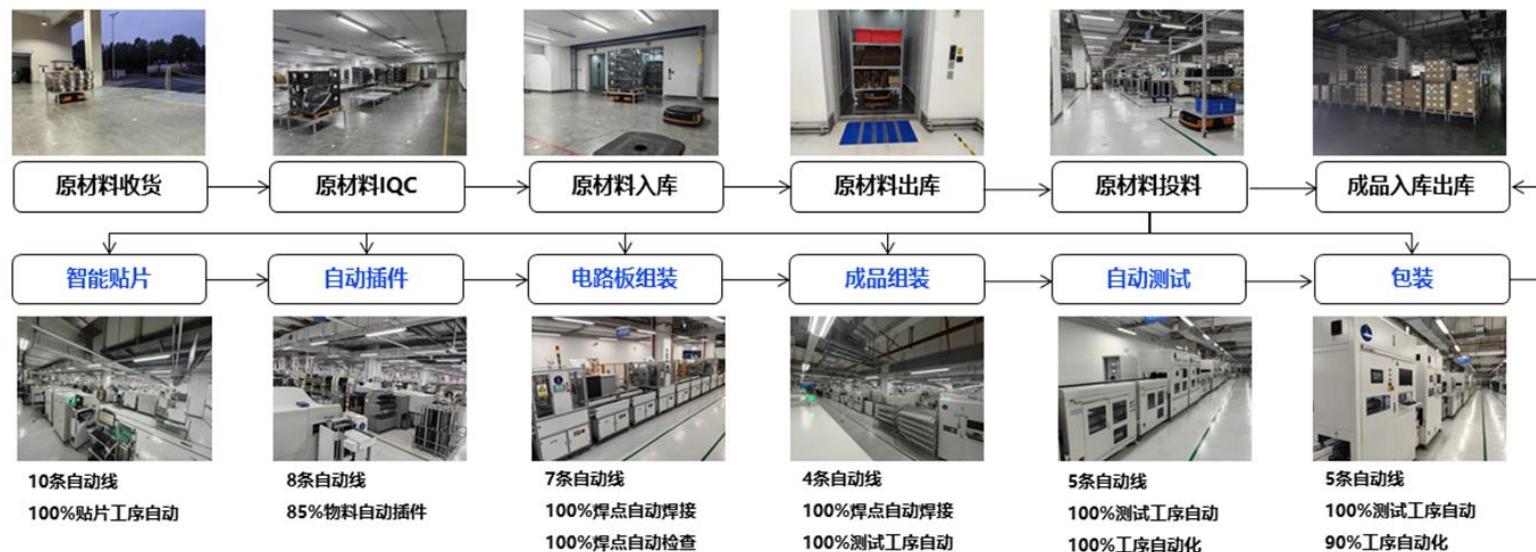 原材料收货
原材料IQC
原材料入库
原材料出库
原材料投料
成品入库出库
智能贴片
自动插件
电路板组装
成品组装
自动测试
包装
10条自动线
100%贴片工序自动
8条自动线
85%物料自动插件
7条自动线
100%焊点自动焊接
100%焊点自动检查
4条自动线
100%焊点自动焊接
100%测试工序自动
5条自动线
100%测试工序自动
100%工序自动化
5条自动线
100%测试工序自动
90%工序自动化